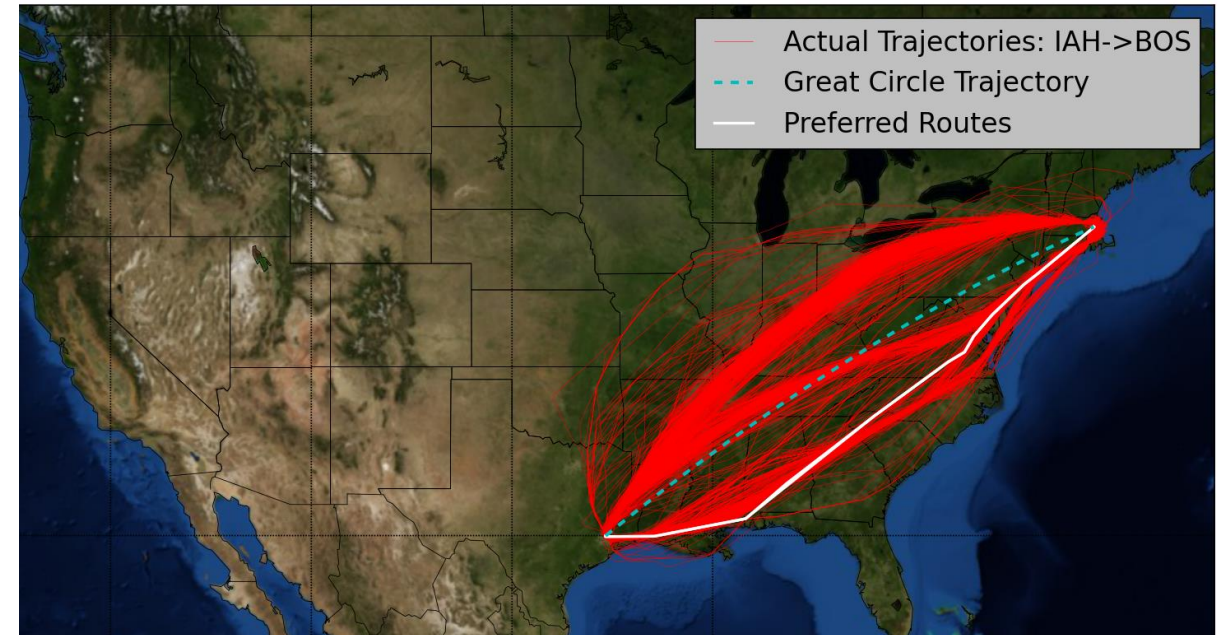 Actual Trajectories: IAH->BOS
Great Circle Trajectory
Preferred Routes